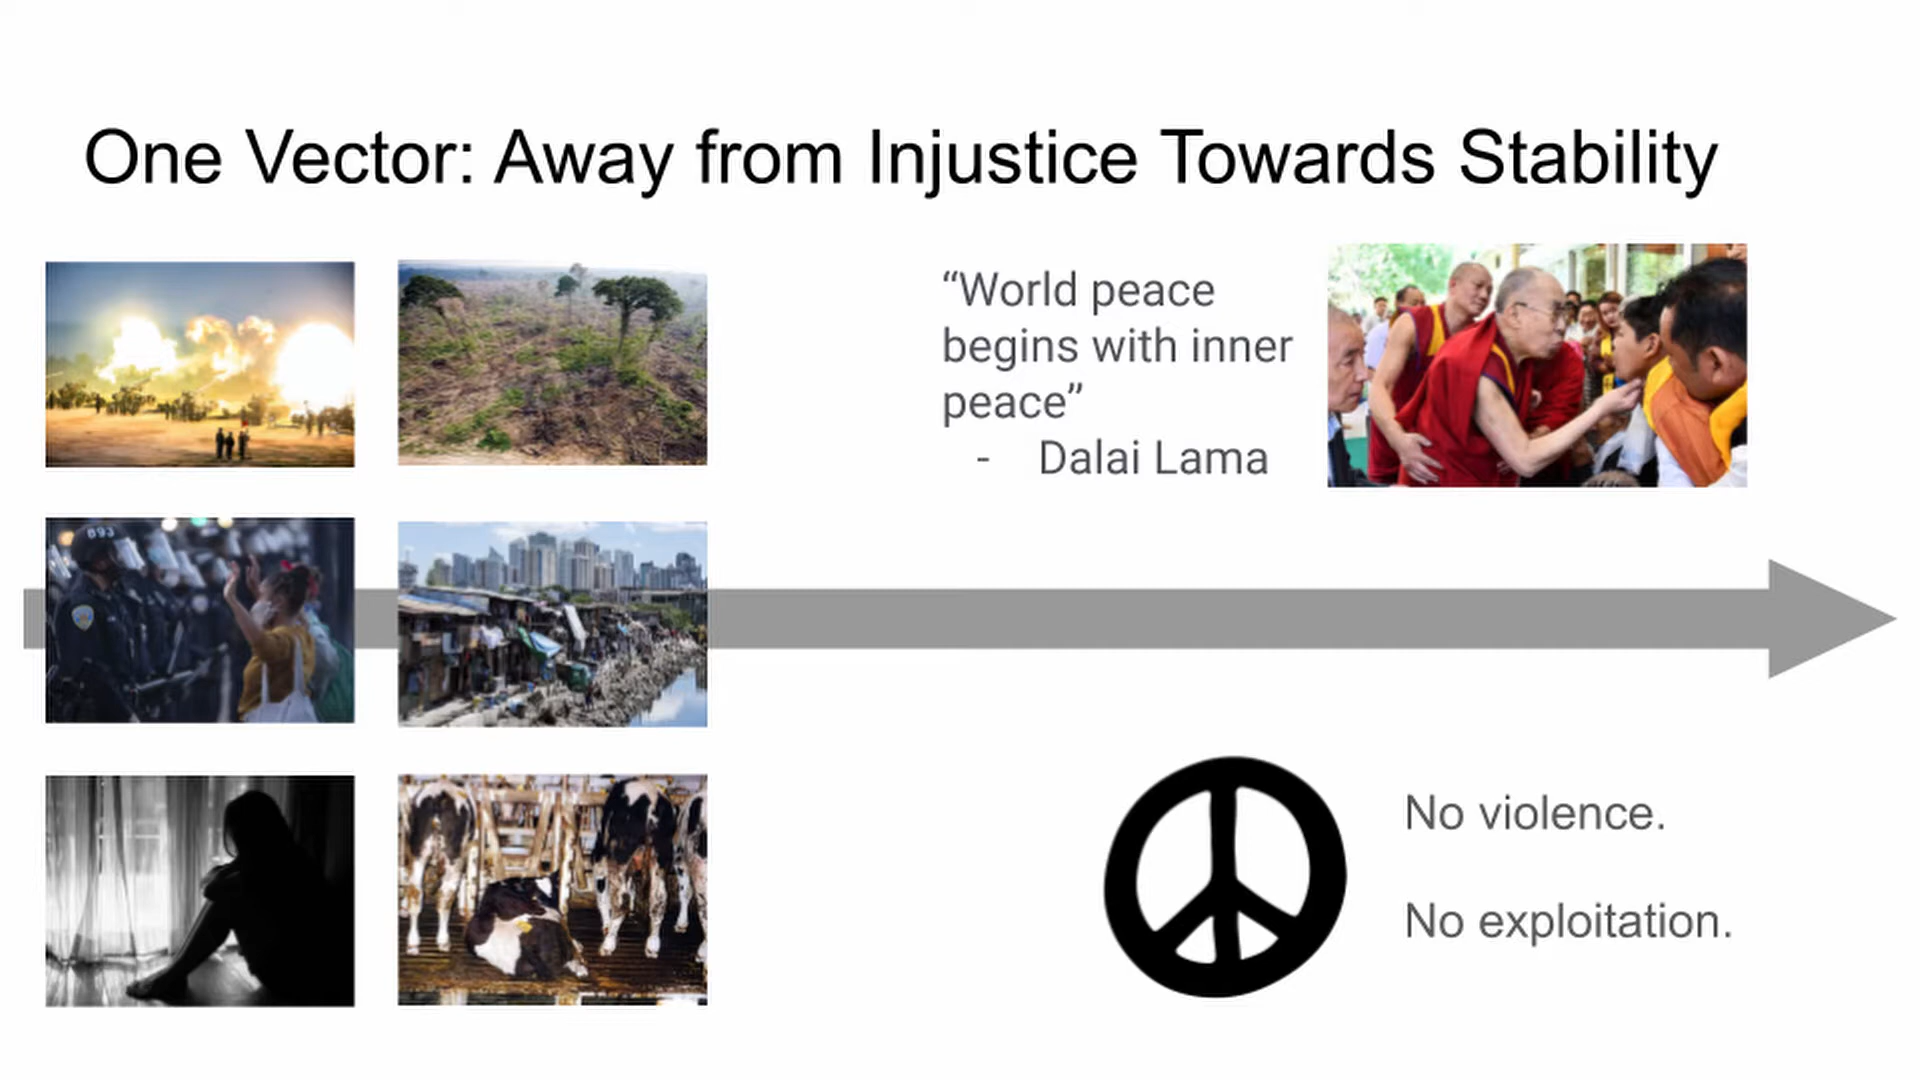 One Vector: Away from Injustice Towards Stability
“World peace
begins with inner
peace”
- Dalai Lama
893
No violence.
No exploitation.